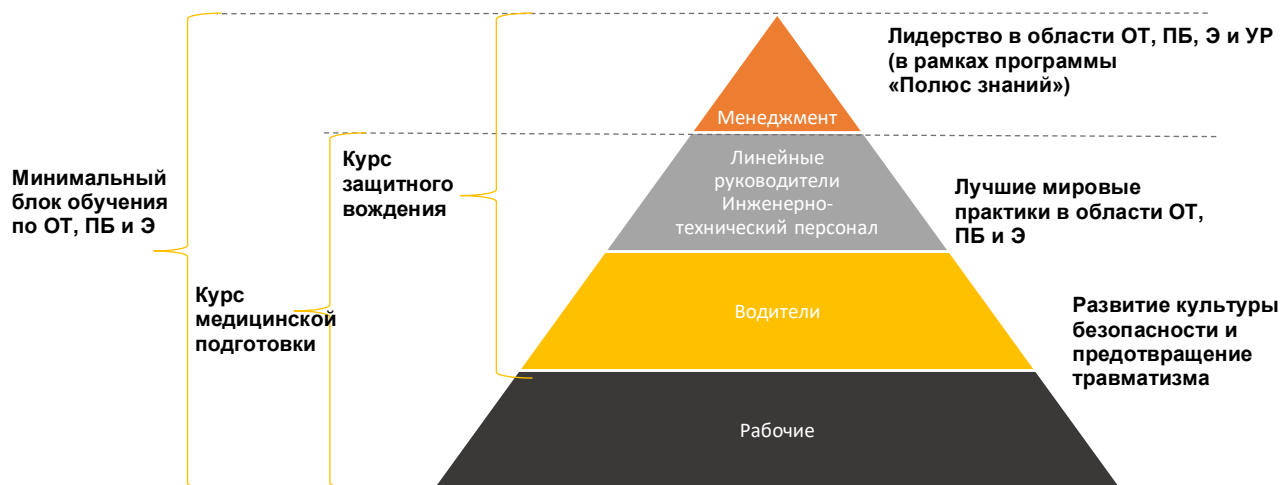 Лидерство в области ОТ, ПБ, Э и УР
(в рамках программы
«Полюс знаний»)
Менеджмент
Минимальный
блок обучения
по ОТ, ПБ и Э
Курс
защитного
вождения
Линейные
руководители
Инженерно-
технический персонал
Лучшие мировые
практики в области ОТ,
ПБ и Э
Курс
медицинской
подготовки
Водители
Развитие культуры
безопасности и
предотвращение
травматизма
Рабочие